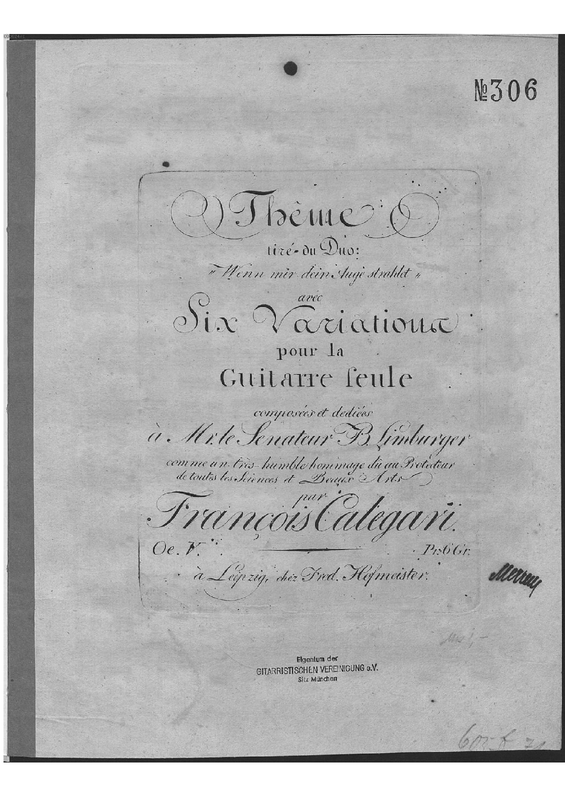 №306
Thême
tiré du Duo:
„Wenn mir dein Auge strahlet„
avéc
Six Variations
pour la
Guitarre seule
composées et dediées
à Mr. le Senateur B. Limburger
comme un très humble hommage dû au Protecteur
de toutes les Sciences et Beaux Arts
par
François Calegari.
Oe. V. Pr. 6 Gr.
à Leipzig, chez Fred. Hofmeister.
Eigentum der
GITARRISTISCHEN VEREINIGUNG e.V.
Sitz München